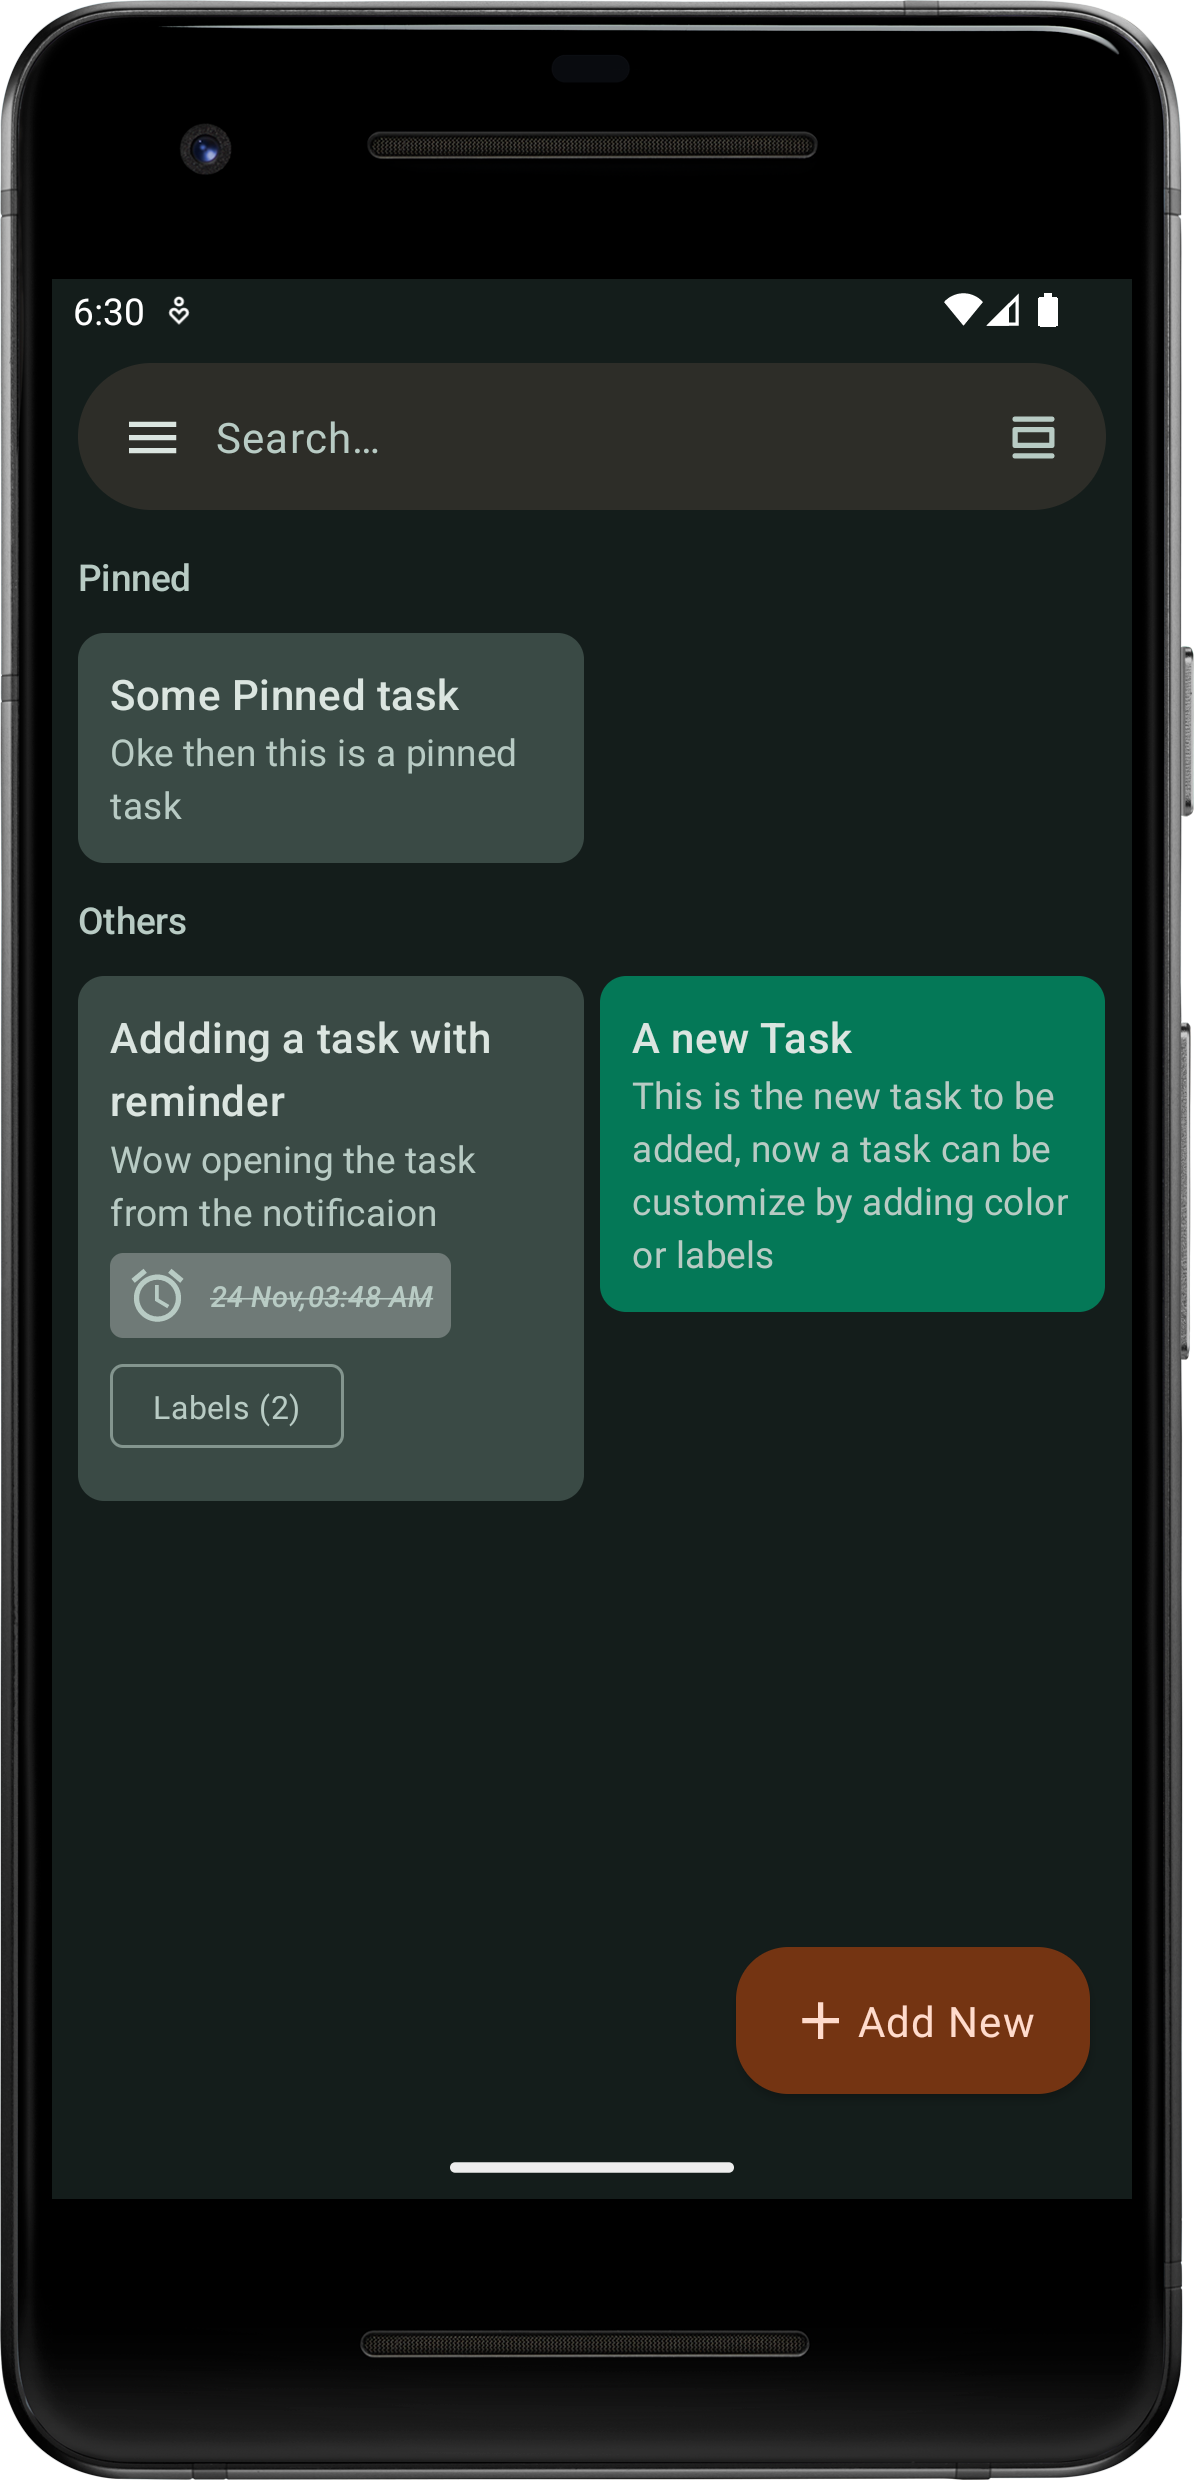 6:30
Search...
Pinned
Some Pinned task
Oke then this is a pinned
task
Others
Addding a task with
reminder
Wow opening the task
from the notificaion
24 Nov,03:48 AM
Labels (2)
A new Task
This is the new task to be
added, now a task can be
customize by adding color
or labels
Add New